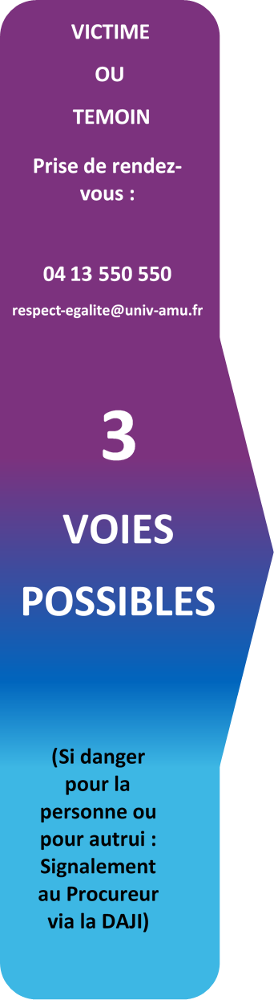 VICTIME
OU
TEMOIN
Prise de rendez-
vous :
04 13 550 550
respect-egalite@univ-amu.fr
3
VOIES
POSSIBLES
(Si danger
pour la
personne ou
pour autrui :
Signalement
au Procureur
via la DAJI)